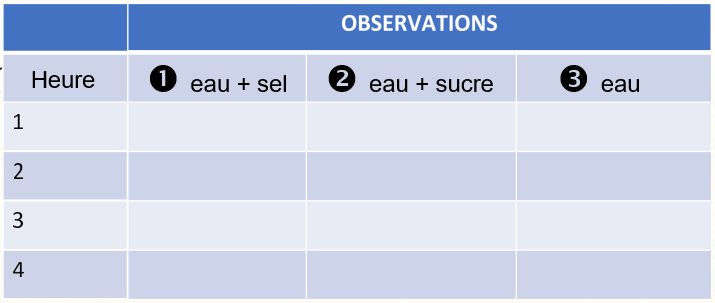 OBSERVATIONS
Heure ❶ eau + sel ❷ eau + sucre ❸ eau
1
2
3
4